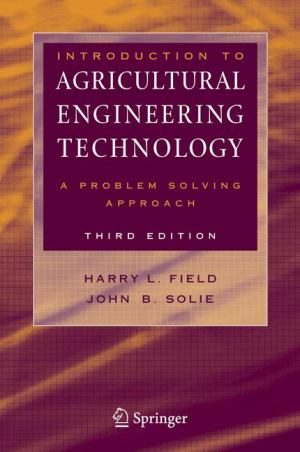 INTRODUCTION TO
AGRICULTURAL
ENGINEERING
TECHNOLOGY
A PROBLEM SOLVING
APPROACH
THIRD EDITION
HARRY L. FIELD
JOHN B. SOLIE
Springer